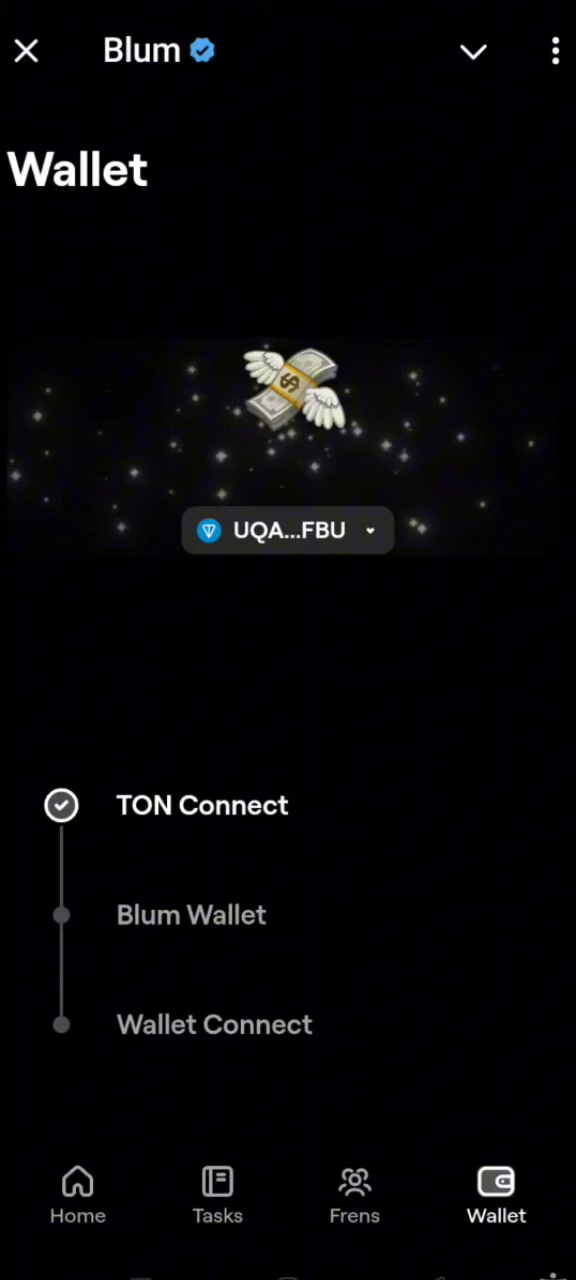 Blum
Wallet
UQA...FBU
TON Connect
Blum Wallet
Wallet Connect
Home
Tasks
Frens
Wallet